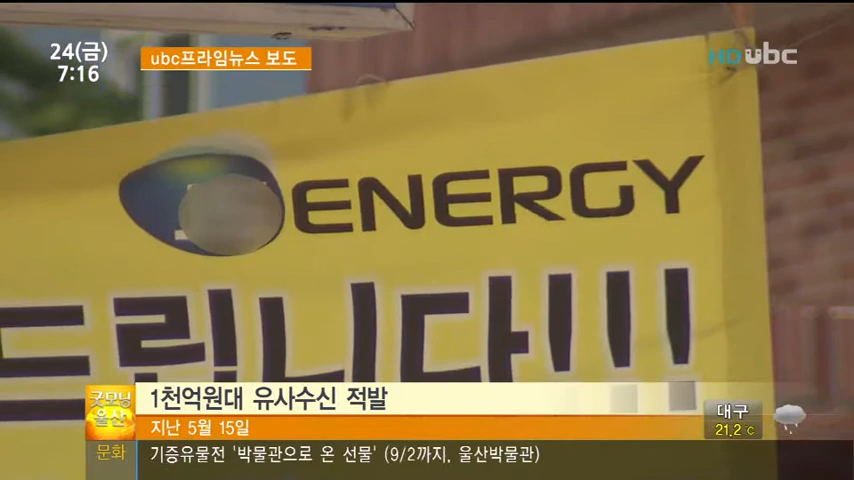 24(금)
7:16
ubc프라임뉴스 보도
HD ubc
ENERGY
드립니다!!!
굿모닝
울산
1천억원대 유사수신 적발
지난 5월 15일
대구
21.2℃
문화
기증유물전 '박물관으로 온 선물' (9/2까지, 울산박물관)